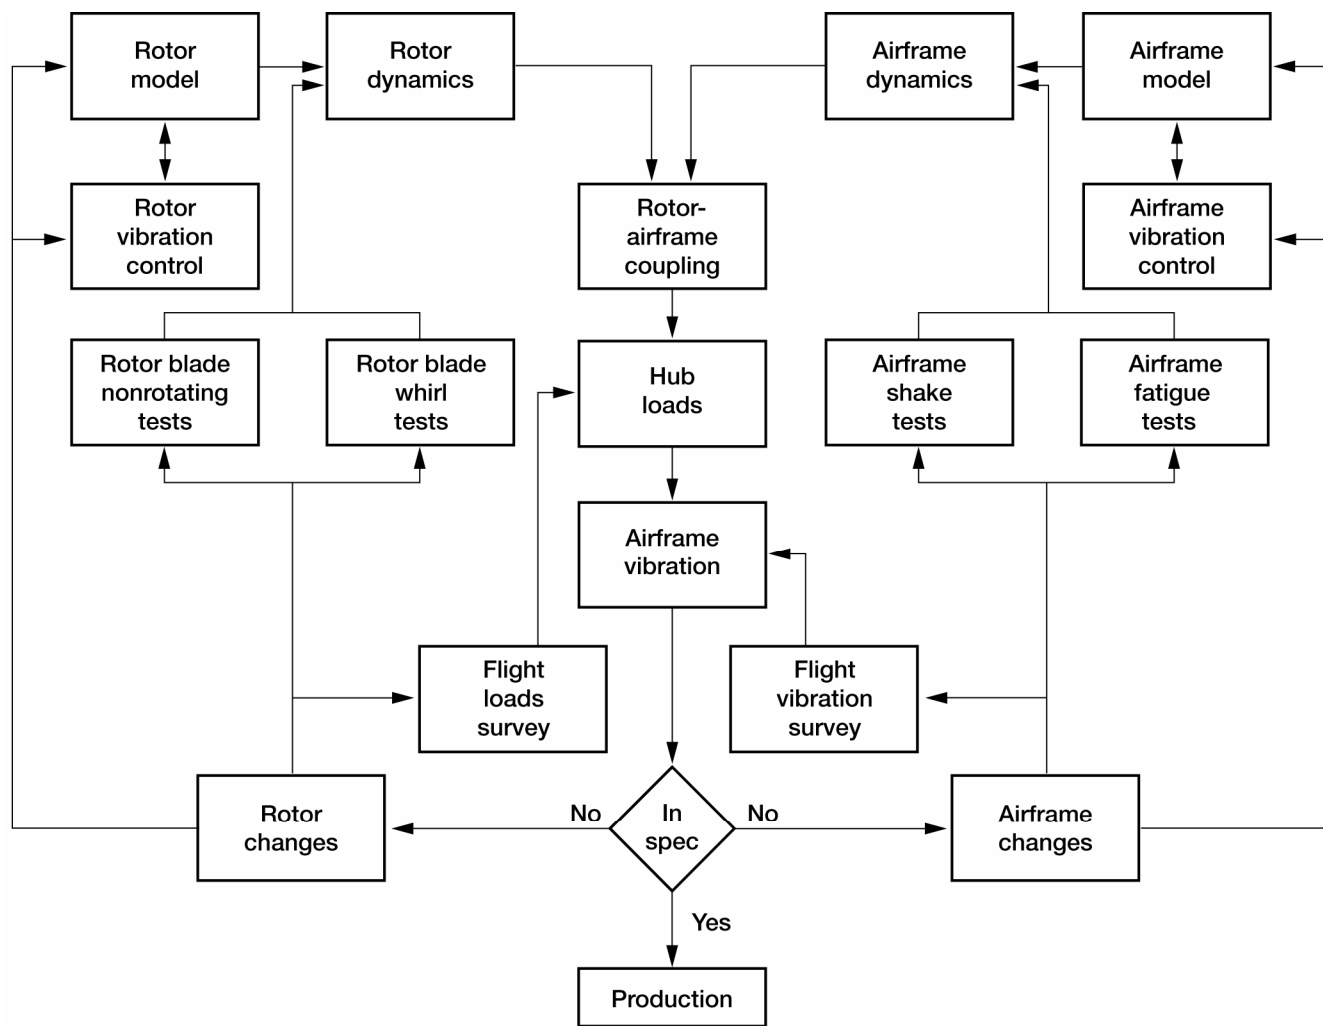 Rotor
model
Rotor
dynamics
Airframe
dynamics
Airframe
model
Rotor
vibration
control
Rotor-
airframe
coupling
Airframe
vibration
control
Rotor blade
nonrotating
tests
Rotor blade
whirl
tests
Hub
loads
Airframe
shake
tests
Airframe
fatigue
tests
Airframe
vibration
Flight
loads
survey
Flight
vibration
survey
Rotor
changes
No
In
spec
No
Airframe
changes
Yes
Production